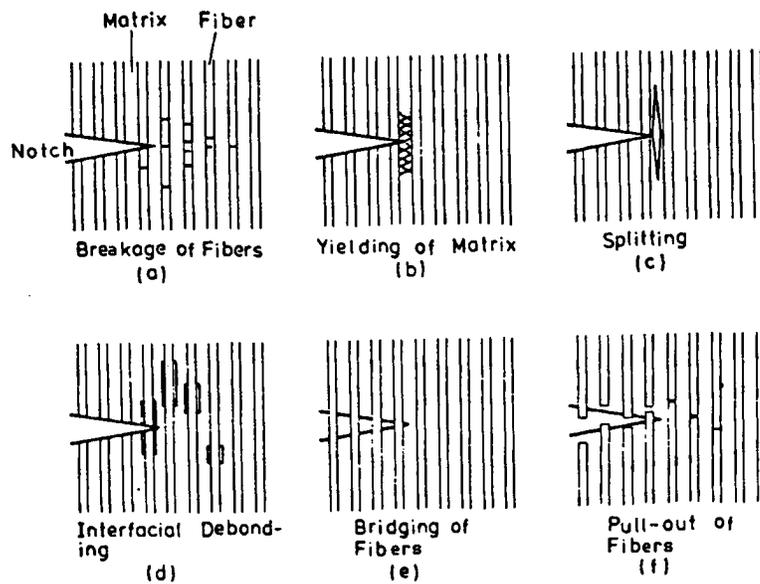 Matrix Fiber
Notch
Breakage of Fibers
(a)
Yielding of Matrix
(b)
Splitting
(c)
Interfacial Debond-
ing
(d)
Bridging of
Fibers
(e)
Pull-out of
Fibers
(f)